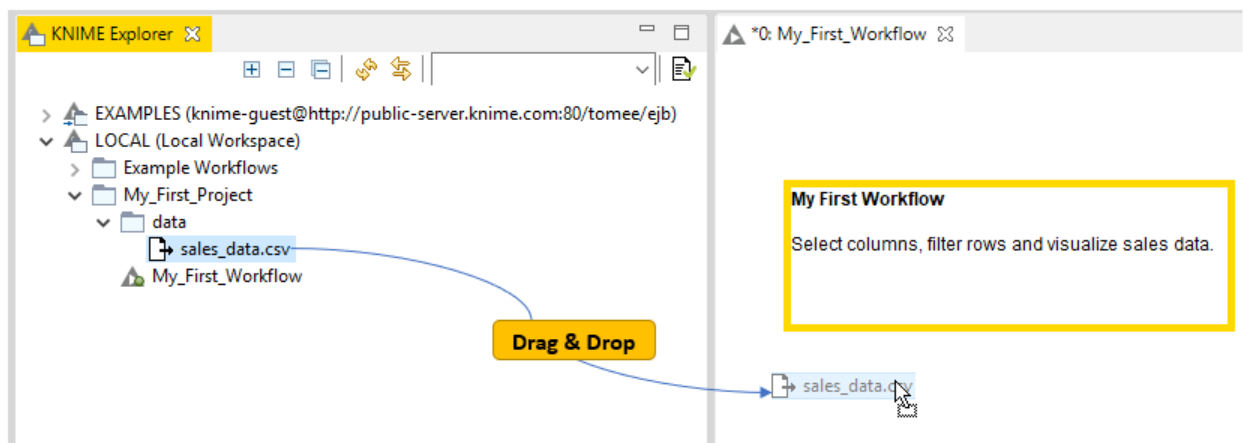 KNIME Explorer
*0: My_First_Workflow
EXAMPLES (knime-guest@http://public-server.knime.com:80/tomee/ejb)
LOCAL (Local Workspace)
Example Workflows
My_First_Project
data
sales_data.csv
My_First_Workflow
Drag & Drop
My First Workflow
Select columns, filter rows and visualize sales data.
sales_data.csv